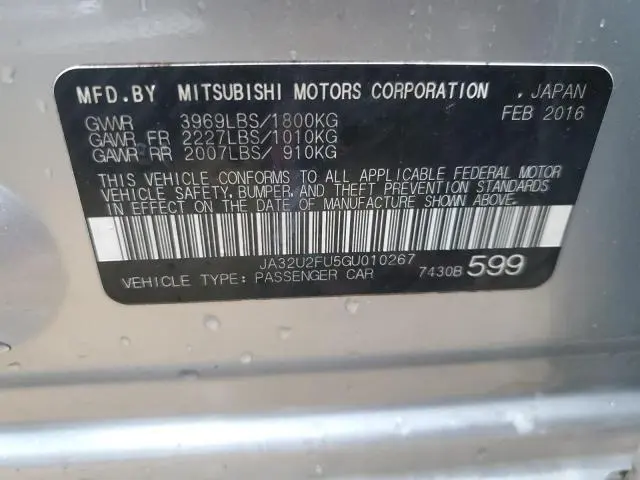 MFD.BY MITSUBISHI MOTORS CORPORATION , JAPAN
GVWR 3969LBS/1800KG FEB 2016
GAWR FR 2227LBS/1010KG
GAWR RR 2007LBS/ 910KG
THIS VEHICLE CONFORMS TO ALL APPLICABLE FEDERAL MOTOR
VEHICLE SAFETY, BUMPER, AND THEFT PREVENTION STANDARDS
IN EFFECT ON THE DATE OF MANUFACTURE SHOWN ABOVE.
JA32U2FU5GU010267
VEHICLE TYPE: PASSENGER CAR 7430B 599